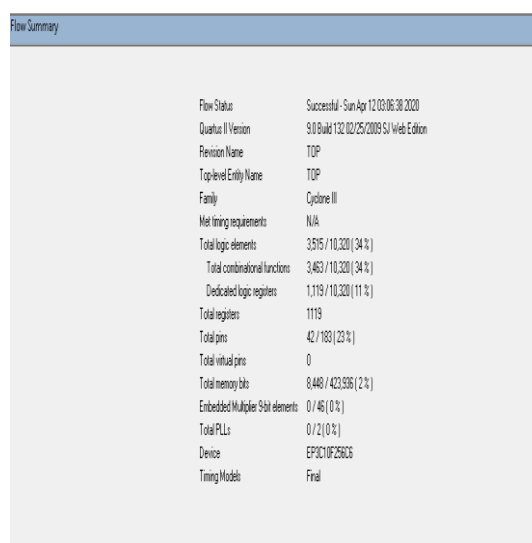 Flow Summary
Flow Status Successful - Sun Apr 12 03:06:38 2020
Quartus II Version 9.0 Build 132 02/25/2009 SJ Web Edition
Revision Name TOP
Top-level Entity Name TOP
Family Cyclone III
Met timing requirements N/A
Total logic elements 3,515 / 10,320 ( 34 % )
Total combinational functions 3,463 / 10,320 ( 34 % )
Dedicated logic registers 1,119 / 10,320 ( 11 % )
Total registers 1119
Total pins 42 / 183 ( 23 % )
Total virtual pins 0
Total memory bits 8,448 / 423,936 ( 2 % )
Embedded Multiplier 9-bit elements 0 / 46 ( 0 % )
Total PLLs 0 / 2 ( 0 % )
Device EP3C10F256C6
Timing Models Final